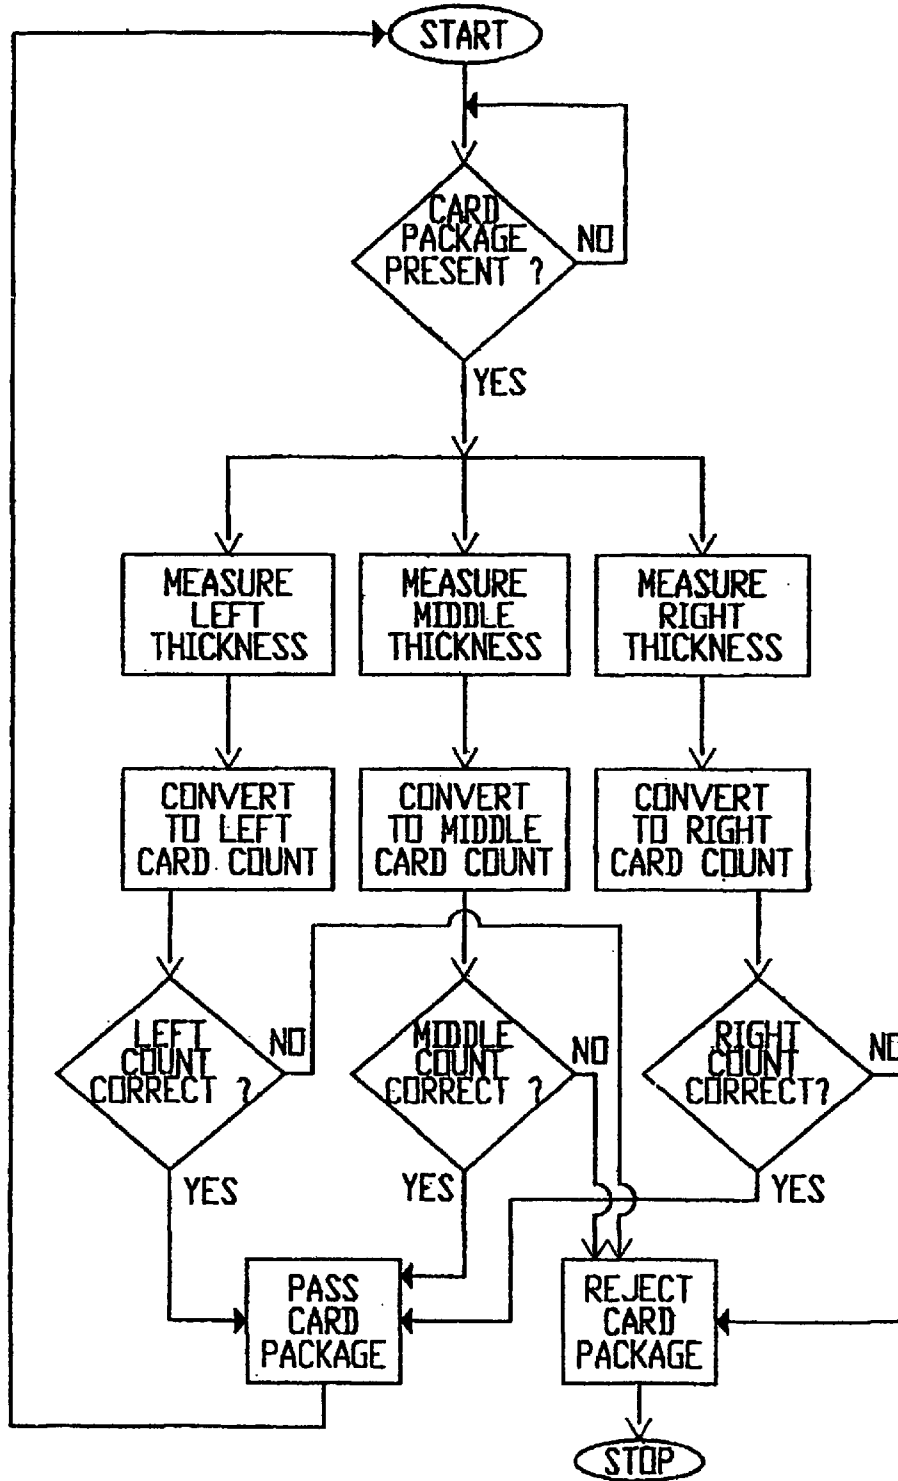 START
CARD
PACKAGE
PRESENT ?
NO
YES
MEASURE
LEFT
THICKNESS
MEASURE
MIDDLE
THICKNESS
MEASURE
RIGHT
THICKNESS
CONVERT
TO LEFT
CARD COUNT
CONVERT
TO MIDDLE
CARD COUNT
CONVERT
TO RIGHT
CARD COUNT
LEFT
COUNT
CORRECT ?
NO
YES
MIDDLE
COUNT
CORRECT ?
NO
YES
RIGHT
COUNT
CORRECT?
NO
YES
PASS
CARD
PACKAGE
REJECT
CARD
PACKAGE
STOP